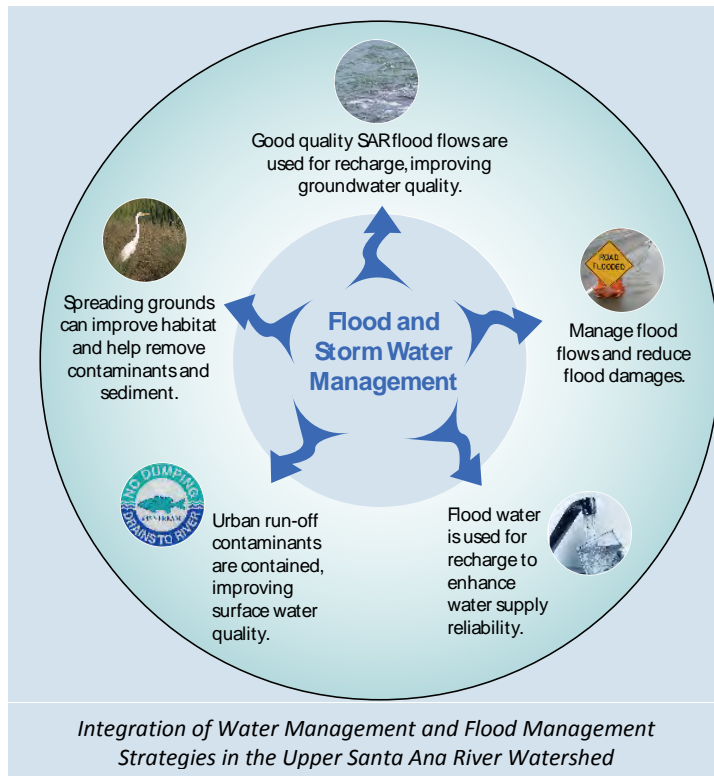 Good quality SAR flood flows are
used for recharge, improving
groundwater quality.
ROAD
FLOODED
Manage flood
flows and reduce
flood damages.
Spreading grounds
can improve habitat
and help remove
contaminants and
sediment.
Flood and
Storm Water
Management
NO DUMPING
DRAINS TO RIVER
Urban run-off
contaminants
are contained,
improving
surface water
quality.
Flood water
is used for
recharge to
enhance
water supply
reliability.
Integration of Water Management and Flood Management
Strategies in the Upper Santa Ana River Watershed